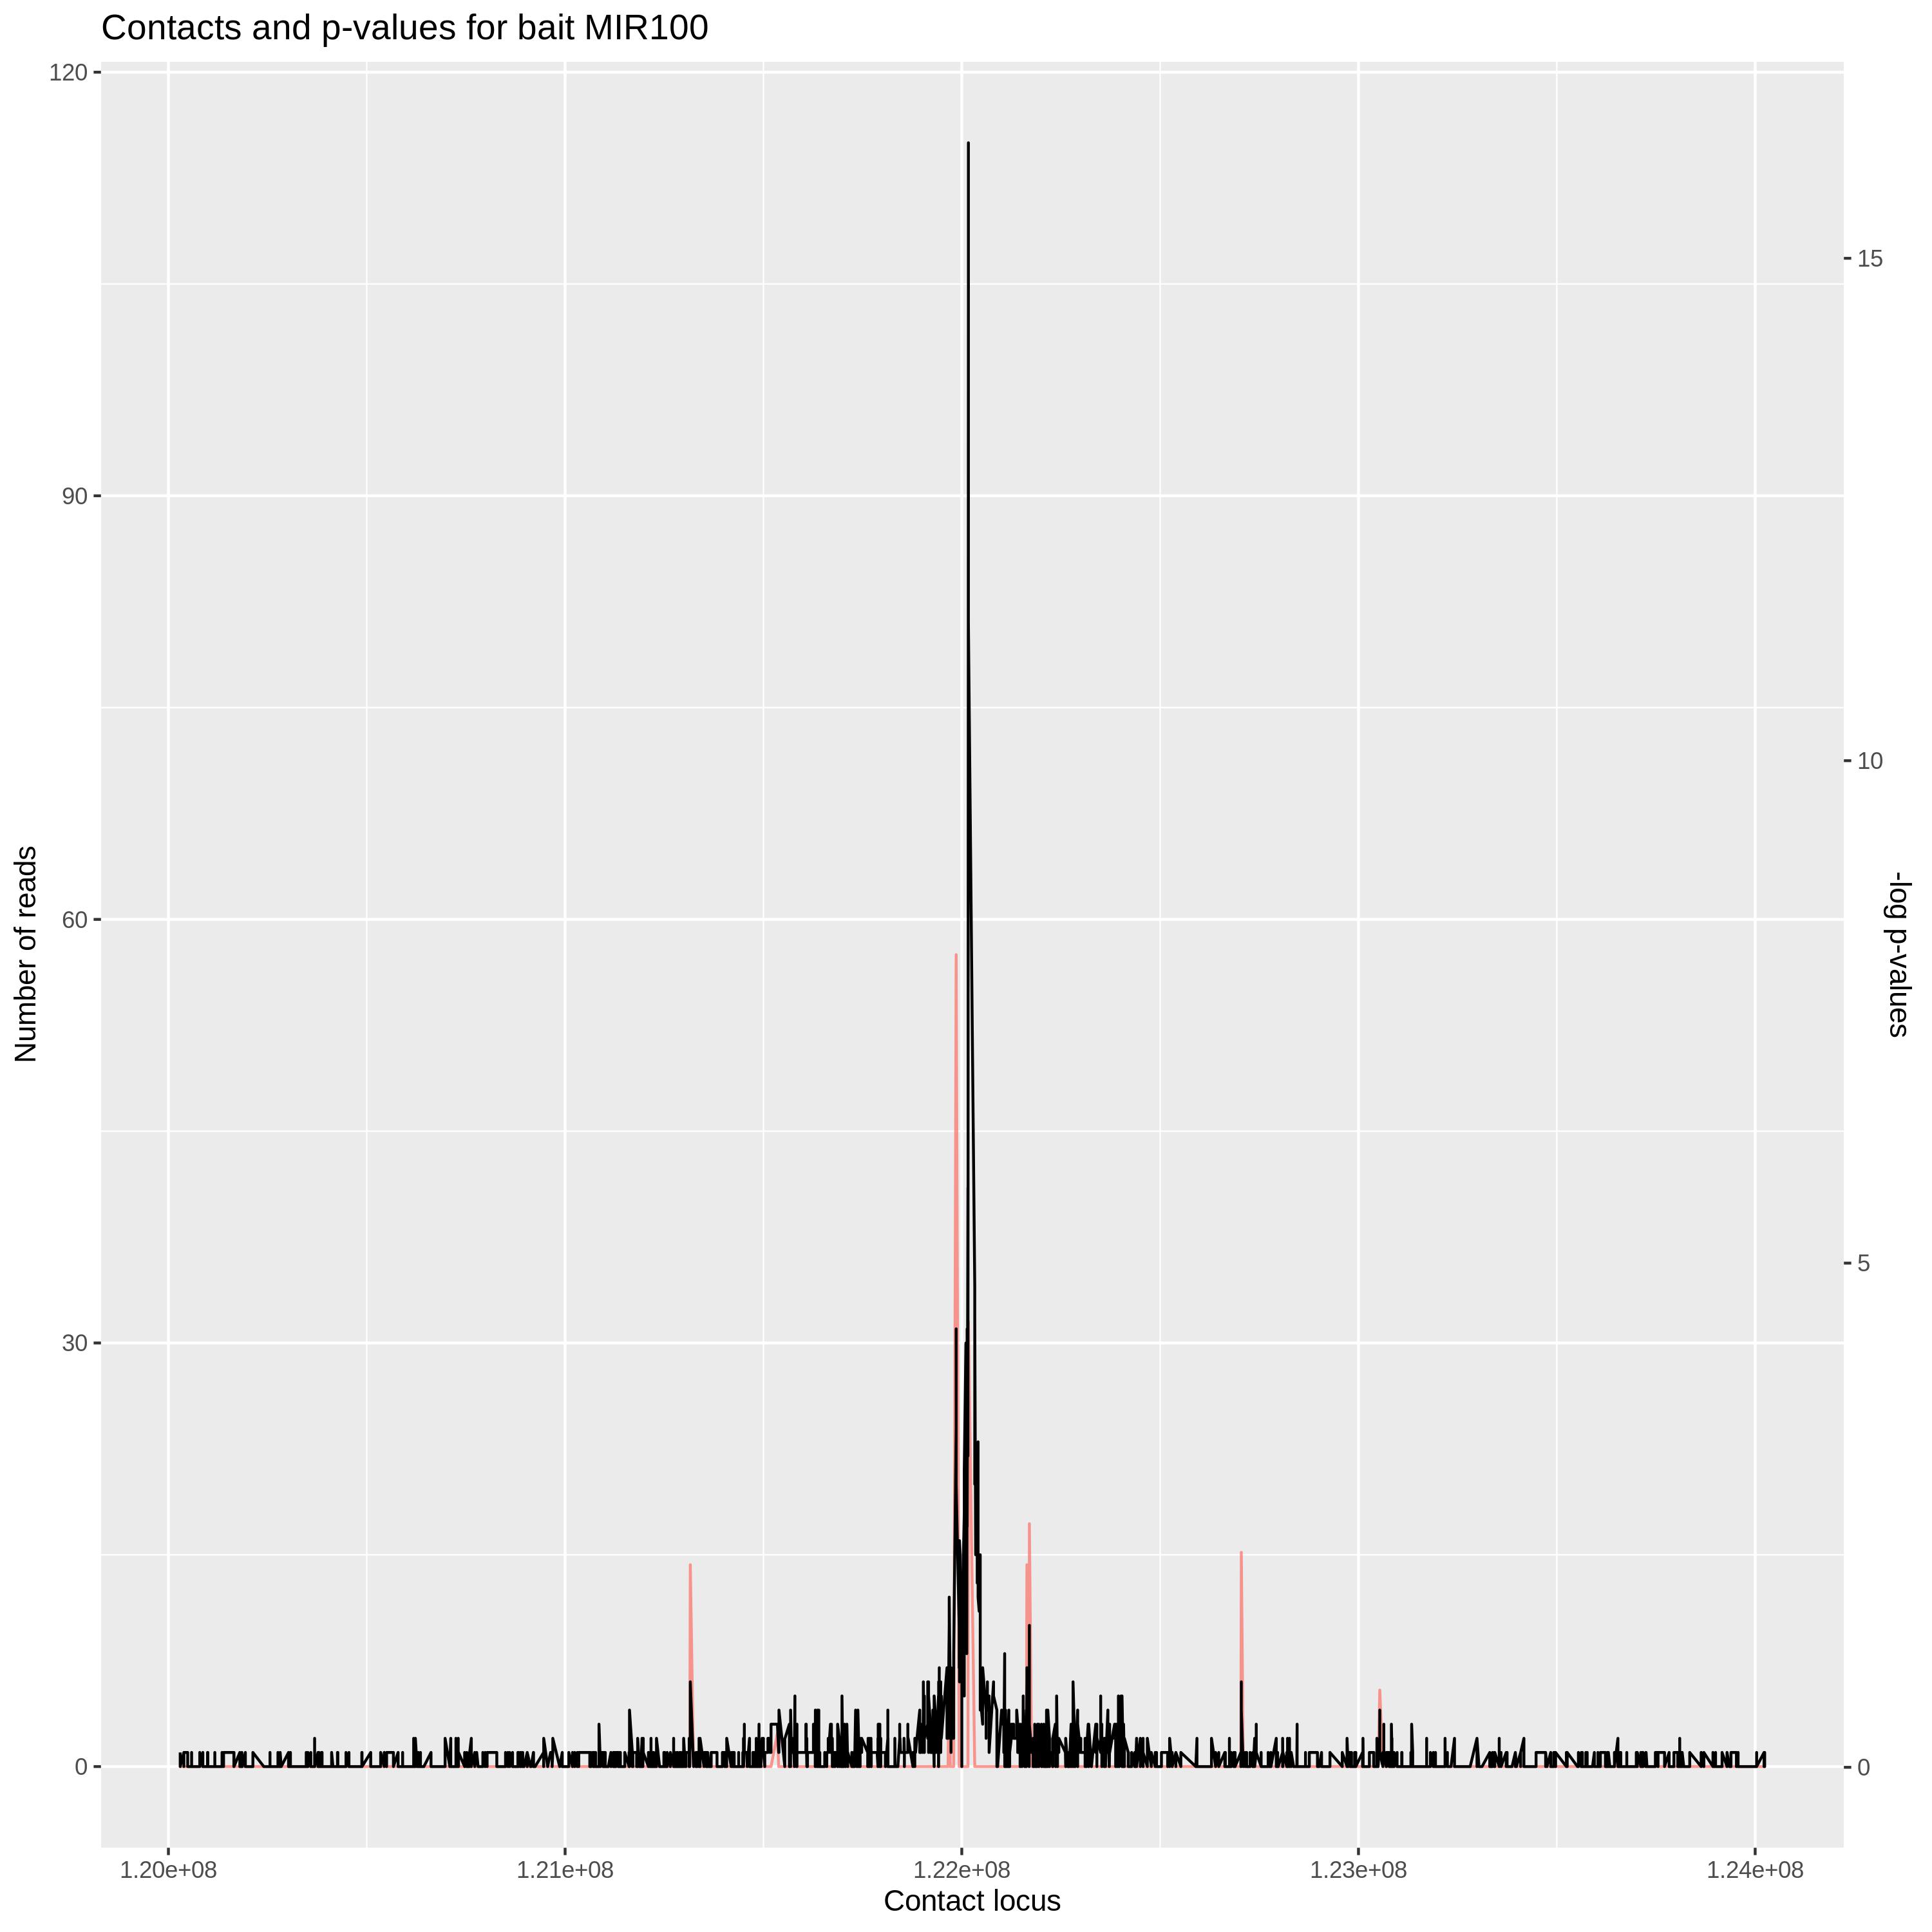 Contacts and p-values for bait MIR100
120
90
60
30
0
Number of reads
15
10
5
0
-log p-values
1.20e+08 1.21e+08 1.22e+08 1.23e+08 1.24e+08
Contact locus